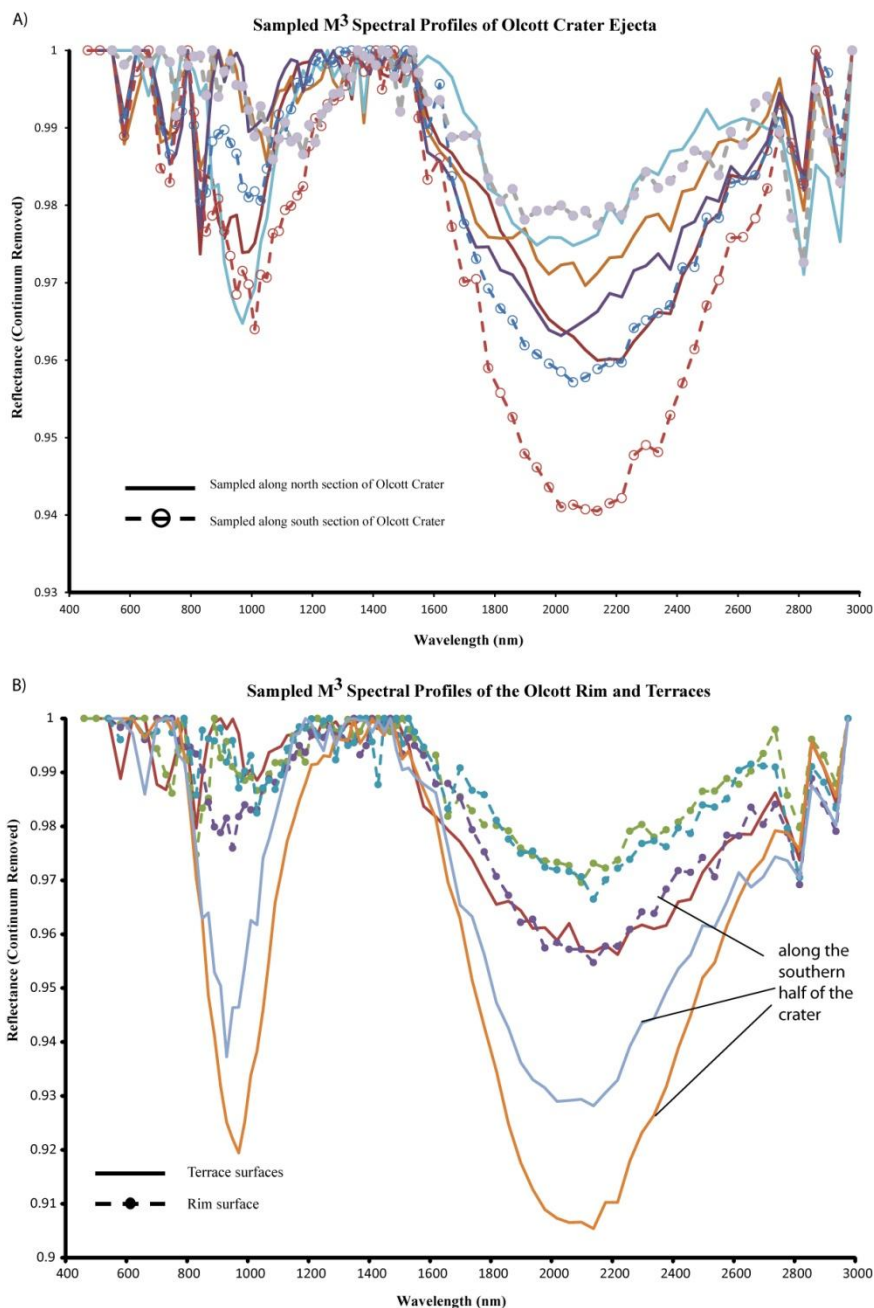 A)
Sampled M3 Spectral Profiles of Olcott Crater Ejecta
1
0.99
0.98
0.97
0.96
0.95
0.94
0.93
Reflectance (Continuum Removed)
Sampled along north section of Olcott Crater
Sampled along south section of Olcott Crater
400 600 800 1000 1200 1400 1600 1800 2000 2200 2400 2600 2800 3000
Wavelength (nm)
B)
Sampled M3 Spectral Profiles of the Olcott Rim and Terraces
1
0.99
0.98
0.97
0.96
0.95
0.94
0.93
0.92
0.91
0.9
Reflectance (Continuum Removed)
along the
southern
half of the
crater
Terrace surfaces
Rim surface
400 600 800 1000 1200 1400 1600 1800 2000 2200 2400 2600 2800 3000
Wavelength (nm)